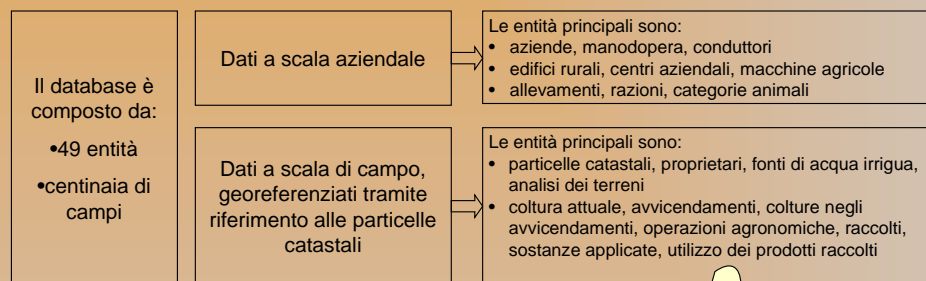 Il database è
composto da:
•49 entità
•centinaia di
campi
Dati a scala aziendale
Le entità principali sono:
• aziende, manodopera, conduttori
• edifici rurali, centri aziendali, macchine agricole
• allevamenti, razioni, categorie animali
Dati a scala di campo,
georeferenziati tramite
riferimento alle particelle
catastali
Le entità principali sono:
• particelle catastali, proprietari, fonti di acqua irrigua,
analisi dei terreni
• coltura attuale, avvicendamenti, colture negli
avvicendamenti, operazioni agronomiche, raccolti,
sostanze applicate, utilizzo dei prodotti raccolti